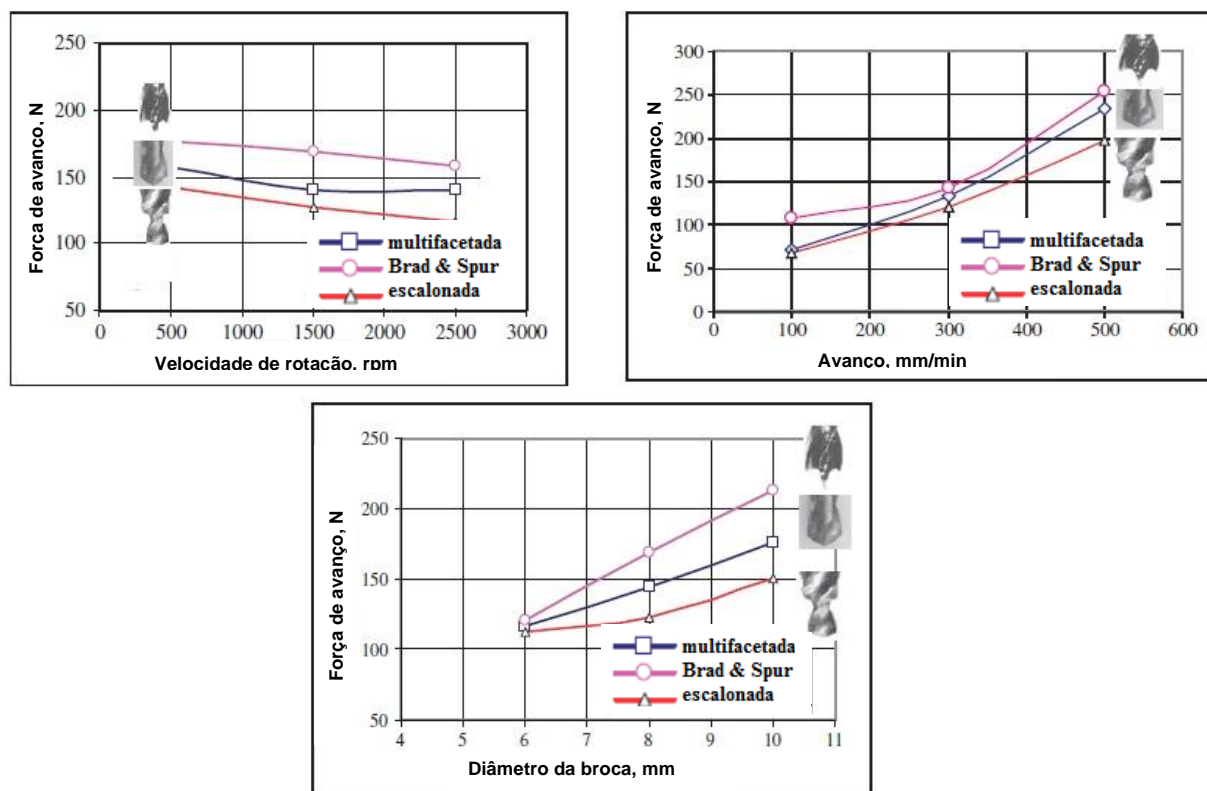 250
200
150
100
50
0
500
1000
1500
2000
2500
3000
Força de avanco, N
Velocidade de rotação, rpm
multifacetada
Brad & Spur
escalonada
300
250
200
150
100
50
0
0
100
200
300
400
500
600
Força de avanco, N
Avanço, mm/min
multifacetada
Brad & Spur
escalonada
250
200
150
100
50
4
5
6
7
8
9
10
11
Força de avanço, N
Diâmetro da broca, mm
multifacetada
Brad & Spur
escalonada